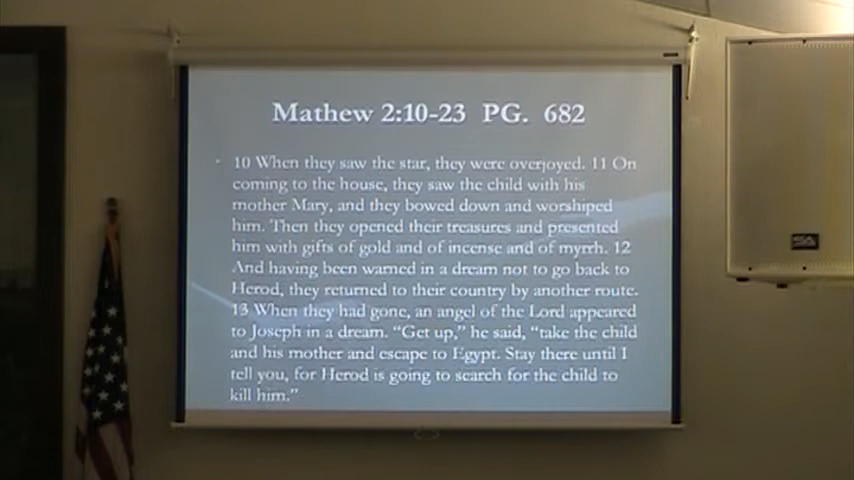 Mathew 2:10-23 PG. 682
• 10 When they saw the star, they were overjoyed. 11 On
coming to the house, they saw the child with his
mother Mary, and they bowed down and worshiped
him. Then they opened their treasures and presented
him with gifts of gold and of incense and of myrrh. 12
And having been warned in a dream not to go back to
Herod, they returned to their country by another route.
13 When they had gone, an angel of the Lord appeared
to Joseph in a dream. “Get up,” he said, “take the child
and his mother and escape to Egypt. Stay there until I
tell you, for Herod is going to search for the child to
kill him.”